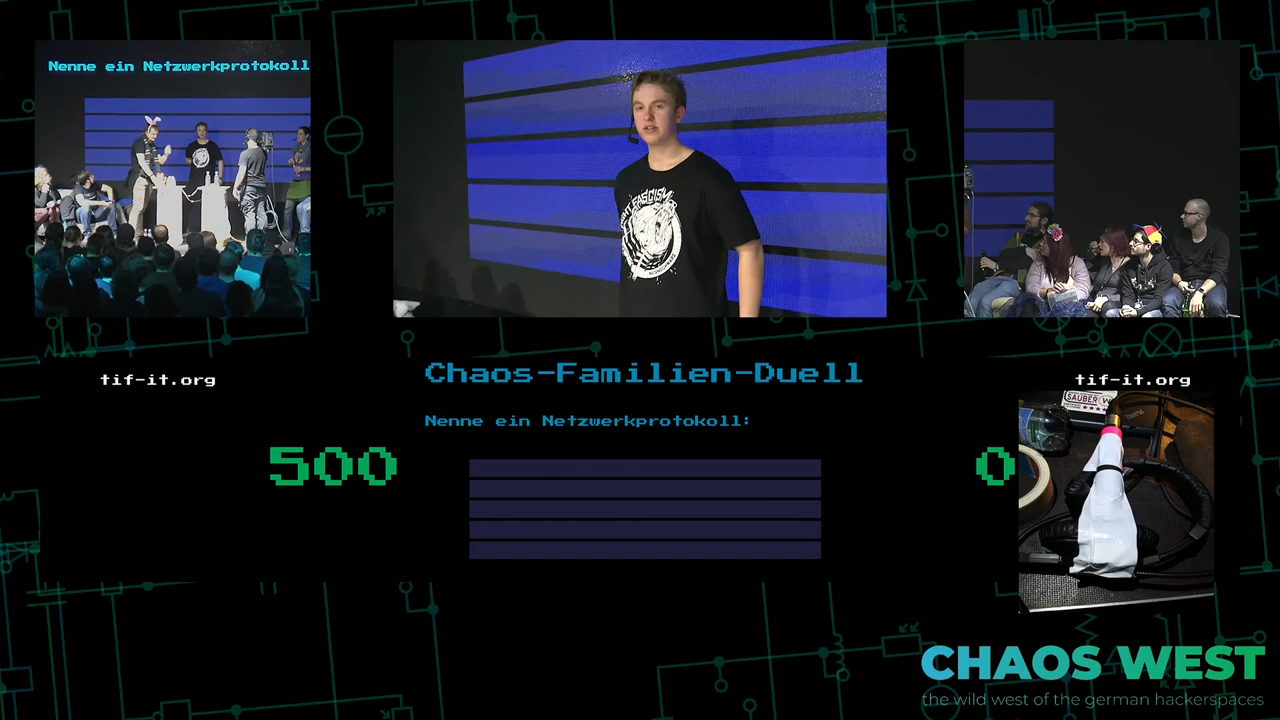 Nenne ein Netzwerkprotokoll
tif-it.org
Chaos-Familien-Duell
tif-it.org
Nenne ein Netzwerkprotokoll:
SAUBER
500
0
CHAOS WEST
the wild west of the german hackerspaces